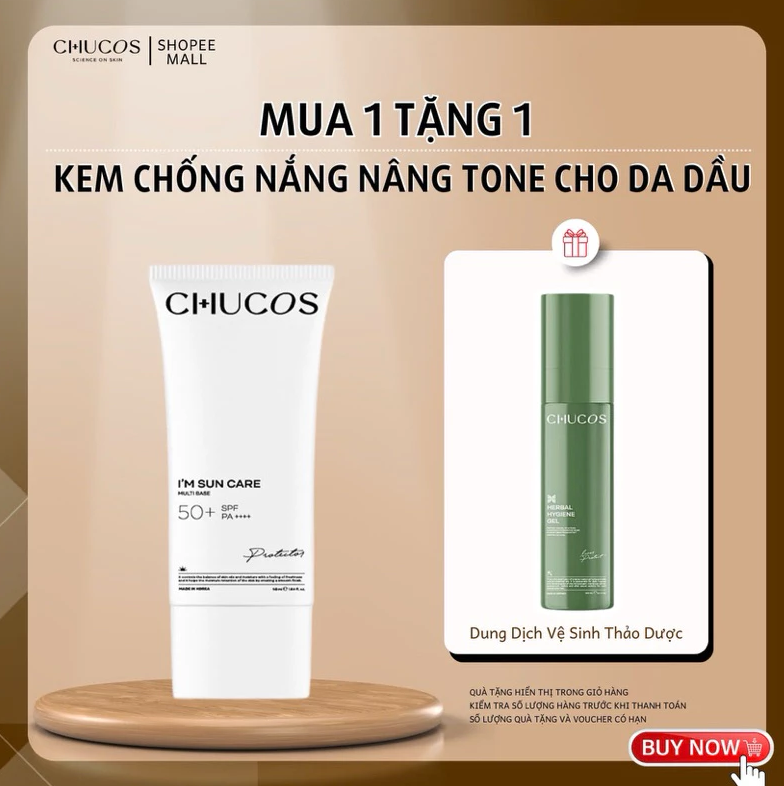 CHUCOS
SCIENCE ON SKIN
SHOPEE
MALL
MUA 1 TẶNG 1
KEM CHỐNG NẮNG NÂNG TONE CHO DA DẦU
CHUCOS
I'M SUN CARE
MULTI BASE
50+ SPF
PA ++++
Protector
MADE IN KOREA
CHUCOS
HERBAL
HYGIENE
GEL
Dung Dịch Vệ Sinh Thảo Dược
QUÀ TẶNG HIỂN THỊ TRONG GIỎ HÀNG
KIỂM TRA SỐ LƯỢNG HÀNG TRƯỚC KHI THANH TOÁN
SỐ LƯỢNG QUÀ TẶNG VÀ VOUCHER CÓ HẠN
BUY NOW